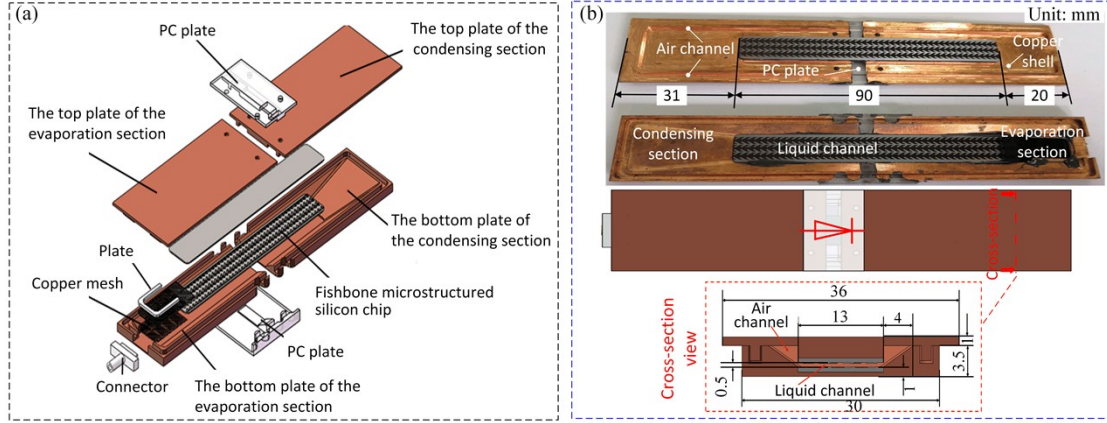 (a)
PC plate
The top plate of the
condensing section
The top plate of the
evaporation section
The bottom plate of
the condensing section
Plate
Copper mesh
Fishbone microstructured
silicon chip
PC plate
Connector
The bottom plate of the
evaporation section
(b)
Unit: mm
Air channel
Copper
shell
PC plate
31
90
20
Condensing
section
Liquid channel
Evaporation
section
Cross-section
Cross-section
view
36
Air
channel
13
4
1
3.5
0.5
Liquid channel
1
30